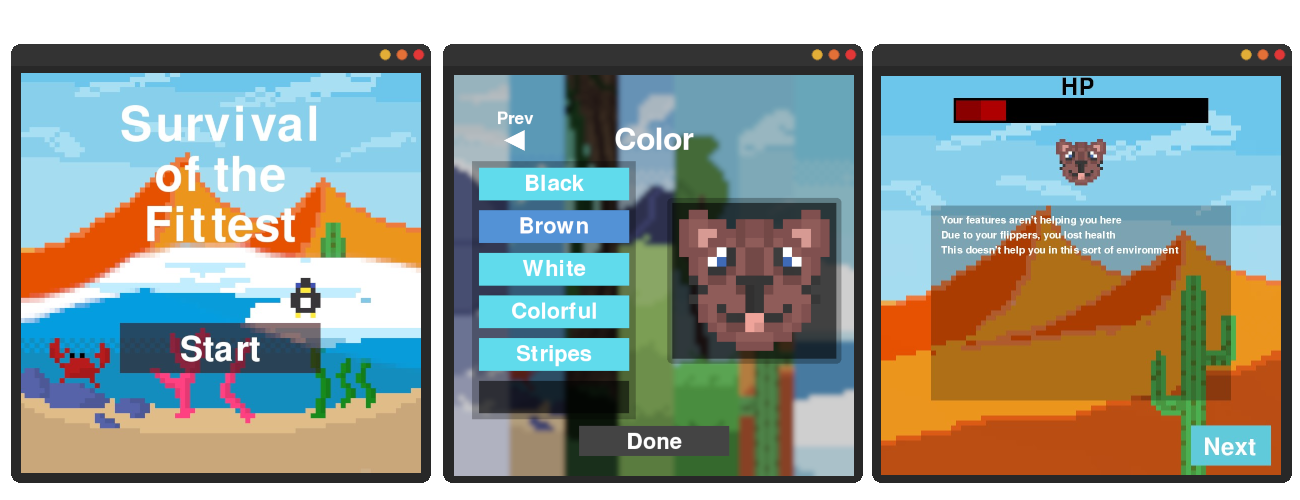 Survival
of the
Fittest
Start
Prev
Color
Black
Brown
White
Colorful
Stripes
Done
HP
Your features aren't helping you here
Due to your flippers, you lost health
This doesn't help you in this sort of environment
Next